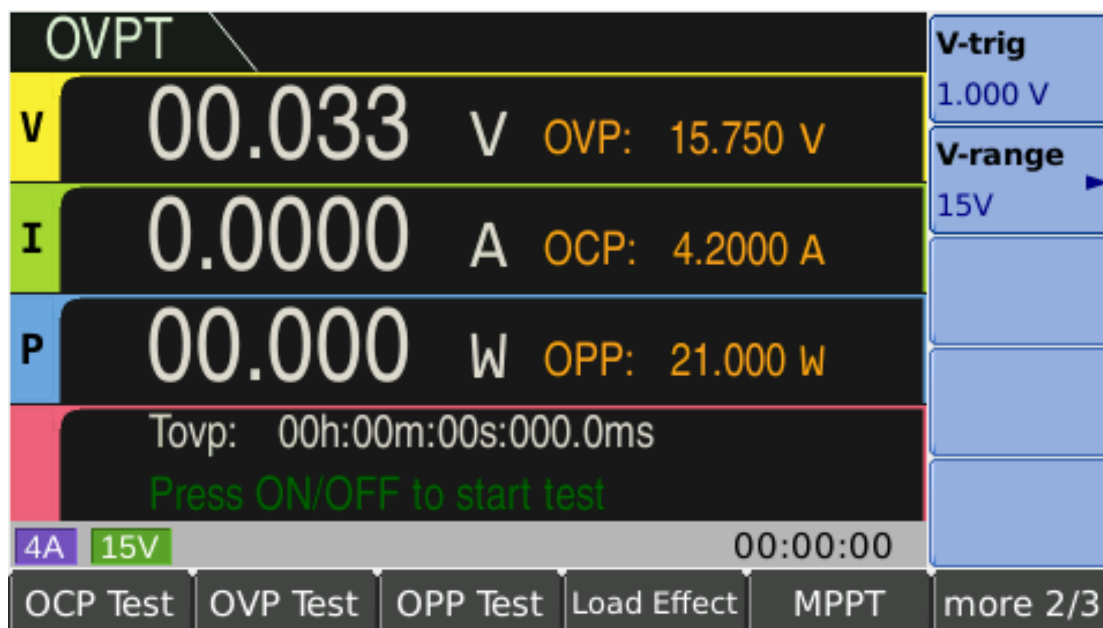 OVPT
V 00.033 V OVP: 15.750 V
I 0.0000 A OCP: 4.2000 A
P 00.000 W OPP: 21.000 W
Tovp: 00h:00m:00s:000.0ms
Press ON/OFF to start test
4A 15V 00:00:00
V-trig
1.000 V
V-range
15V
OCP Test OVP Test OPP Test Load Effect MPPT more 2/3